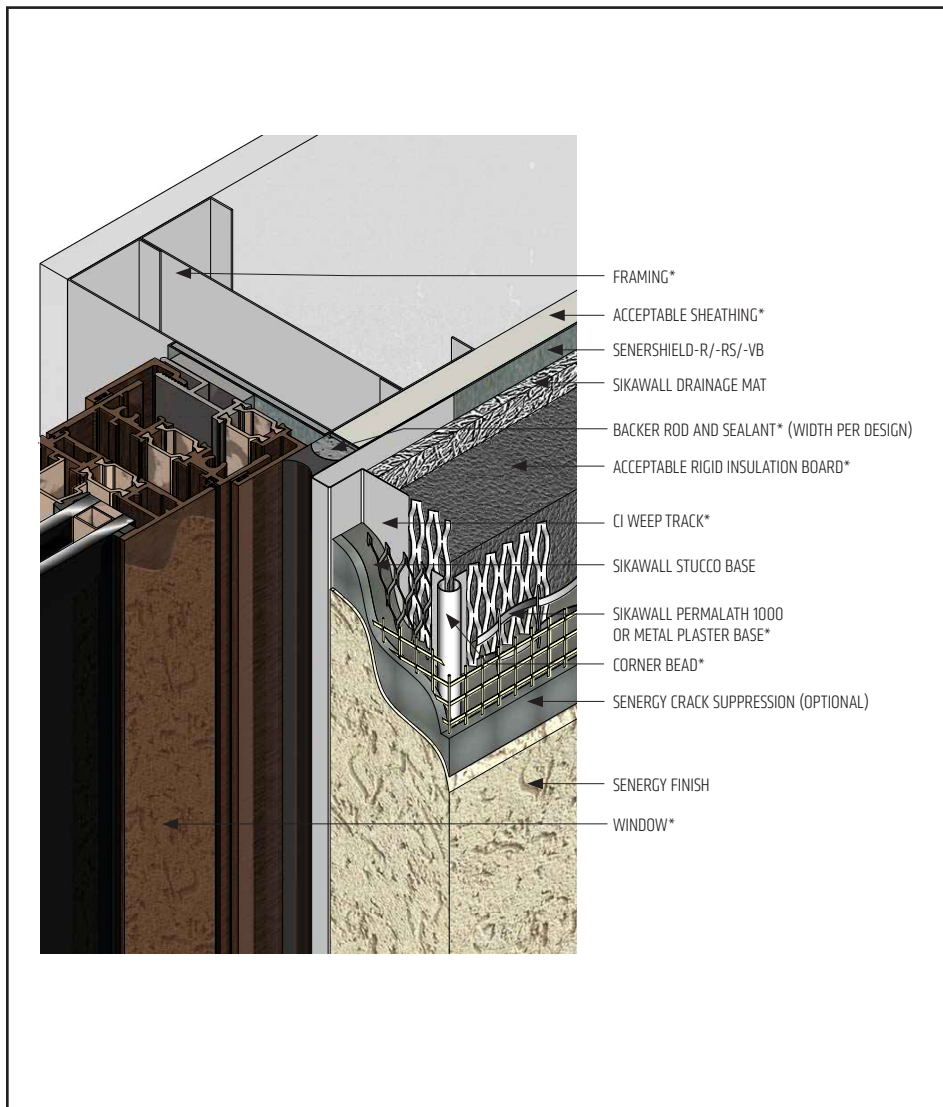 FRAMING*
ACCEPTABLE SHEATHING*
SENERSHIELD-R/-RS/-VB
SIKAWALL DRAINAGE MAT
BACKER ROD AND SEALANT* (WIDTH PER DESIGN)
ACCEPTABLE RIGID INSULATION BOARD*
CI WEEP TRACK*
SIKAWALL STUCCO BASE
SIKAWALL PERMALATH 1000
OR METAL PLASTER BASE*
CORNER BEAD*
SENERGY CRACK SUPPRESSION (OPTIONAL)
SENERGY FINISH
WINDOW*